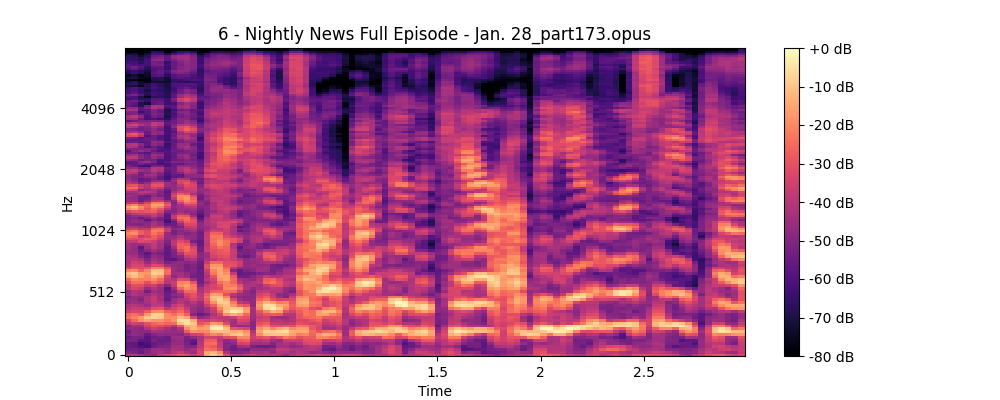 6 - Nightly News Full Episode - Jan. 28_part173.opus
Hz
4096
2048
1024
512
0
0
0.5
1
1.5
2
2.5
Time
+0 dB
-10 dB
-20 dB
-30 dB
-40 dB
-50 dB
-60 dB
-70 dB
-80 dB